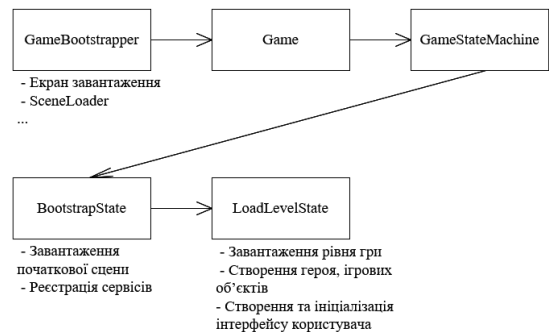 GameBootstrapper
Game
GameStateMachine
- Екран завантаження
- SceneLoader
...
BootstrapState
LoadLevelState
- Завантаження
початкової сцени
- Реєстрація сервісів
- Завантаження рівня гри
- Створення героя, ігрових
об’єктів
- Створення та ініціалізація
інтерфейсу користувача